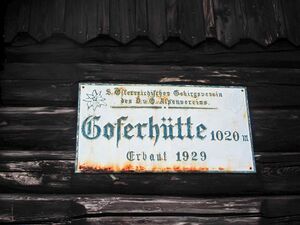 S. Österreichischer Gebirgsverein
des D. u. Ö. Alpenvereins.
Goferhütte 1020 m
Erbaut 1929